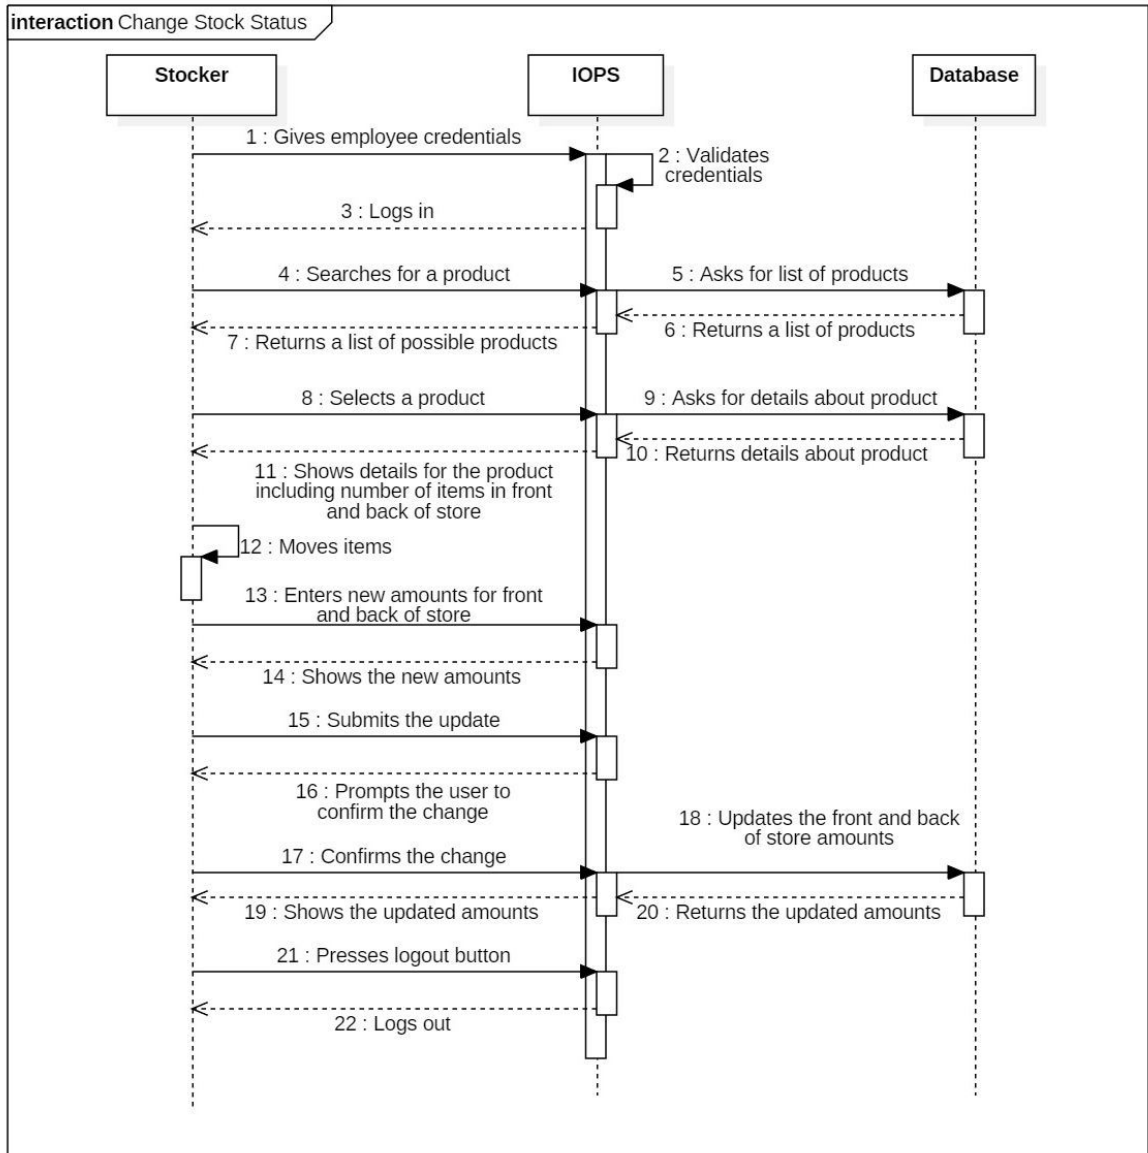 interaction Change Stock Status
Stocker
IOPS
Database
1 : Gives employee credentials
2 : Validates
credentials
3 : Logs in
4 : Searches for a product
5 : Asks for list of products
6 : Returns a list of products
7 : Returns a list of possible products
8 : Selects a product
9 : Asks for details about product
10 : Returns details about product
11 : Shows details for the product
including number of items in front
and back of store
12 : Moves items
13 : Enters new amounts for front
and back of store
14 : Shows the new amounts
15 : Submits the update
16 : Prompts the user to
confirm the change
17 : Confirms the change
18 : Updates the front and back
of store amounts
19 : Shows the updated amounts
20 : Returns the updated amounts
21 : Presses logout button
22 : Logs out